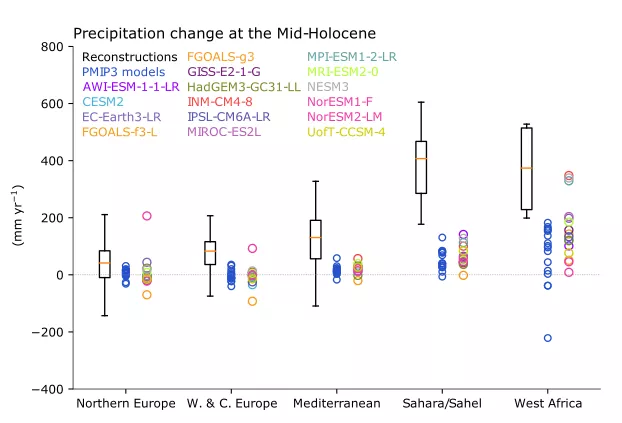 Precipitation change at the Mid-Holocene
800
Reconstructions FGOALS-g3 MPI-ESM1-2-LR
PMIP3 models GISS-E2-1-G MRI-ESM2-0
AWI-ESM-1-1-LR HadGEM3-GC31-LL NESM3
CESM2 INM-CM4-8 NorESM1-F
600
EC-Earth3-LR IPSL-CM6A-LR NorESM2-LM
FGOALS-f3-L MIROC-ES2L UofT-CCSM-4
400
(mm yr⁻¹)
200
0
−200
−400
Northern Europe W. & C. Europe Mediterranean Sahara/Sahel West Africa